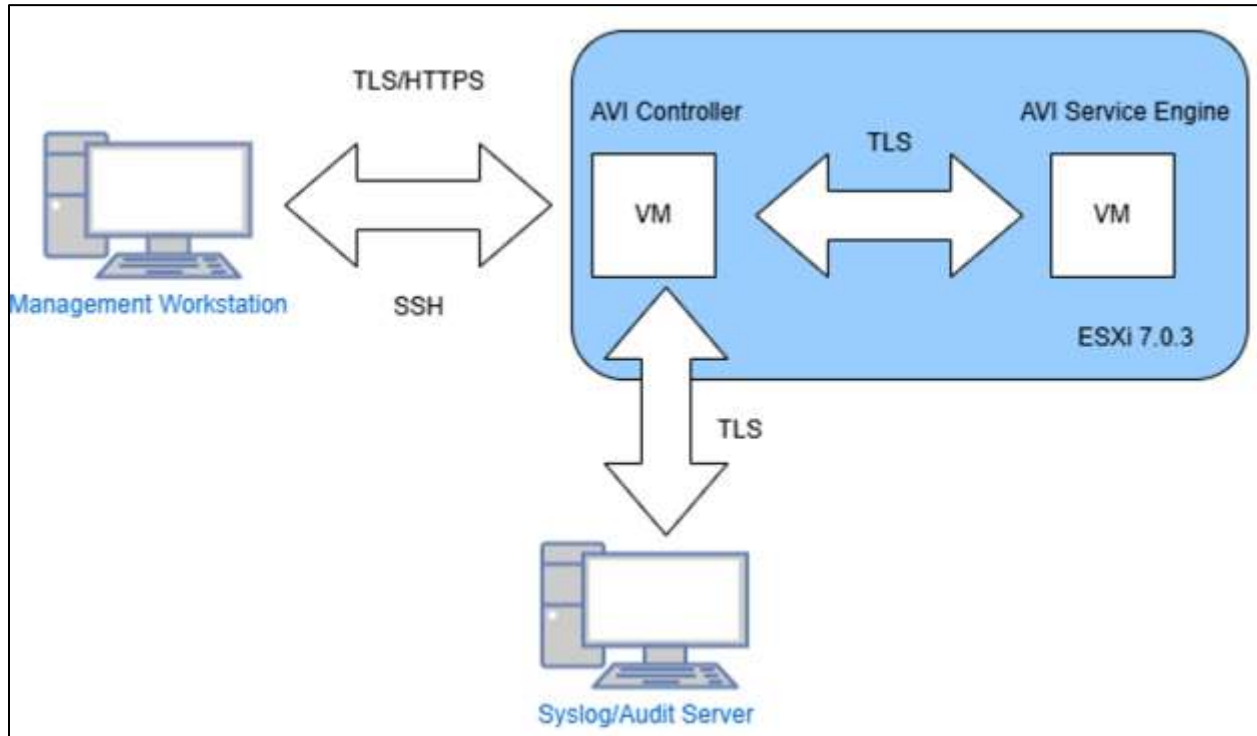 TLS/HTTPS
AVI Controller
AVI Service Engine
TLS
VM
VM
Management Workstation
SSH
ESXi 7.0.3
TLS
Syslog/Audit Server